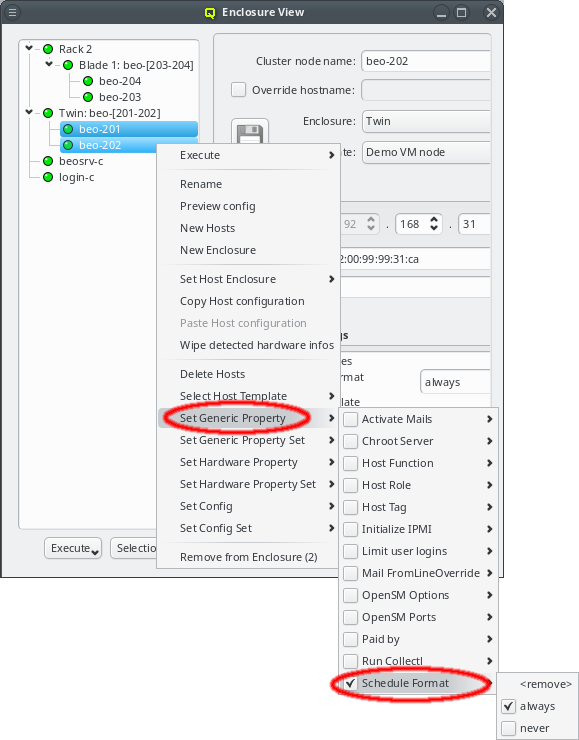 Enclosure View
Rack 2
Blade 1: beo-[203-204]
beo-204
beo-203
Twin: beo-[201-202]
beo-201
beo-202
beosrv-c
login-c
Cluster node name: beo-202
Override hostname:
Enclosure: Twin
te: Demo VM node
92 . 168 . 31
2:00:99:99:31:ca
gs
es
rmat always
late
Execute
Selectio
Execute
Rename
Preview config
New Hosts
New Enclosure
Set Host Enclosure
Copy Host configuration
Paste Host configuration
Wipe detected hardware infos
Delete Hosts
Select Host Template
Set Generic Property
Set Generic Property Set
Set Hardware Property
Set Hardware Property Set
Set Config
Set Config Set
Remove from Enclosure (2)
Activate Mails
Chroot Server
Host Function
Host Role
Host Tag
Initialize IPMI
Limit user logins
Mail FromLineOverride
OpenSM Options
OpenSM Ports
Paid by
Run Collectl
Schedule Format
<remove>
always
never